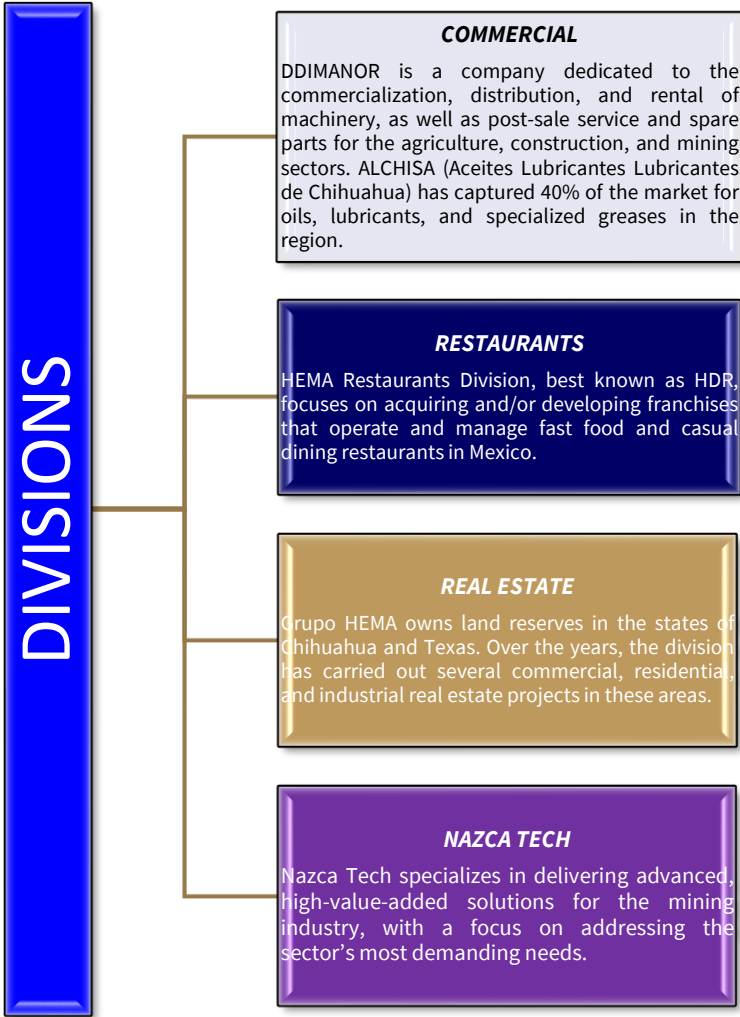 DIVISIONS
COMMERCIAL
DDIMANOR is a company dedicated to the
commercialization, distribution, and rental of
machinery, as well as post-sale service and spare
parts for the agriculture, construction, and mining
sectors. ALCHISA (Aceites Lubricantes Lubricantes
de Chihuahua) has captured 40% of the market for
oils, lubricants, and specialized greases in the
region.
RESTAURANTS
HEMA Restaurants Division, best known as HDR,
focuses on acquiring and/or developing franchises
that operate and manage fast food and casual
dining restaurants in Mexico.
REAL ESTATE
Grupo HEMA owns land reserves in the states of
Chihuahua and Texas. Over the years, the division
has carried out several commercial, residential,
and industrial real estate projects in these areas.
NAZCA TECH
Nazca Tech specializes in delivering advanced,
high-value-added solutions for the mining
industry, with a focus on addressing the
sector’s most demanding needs.